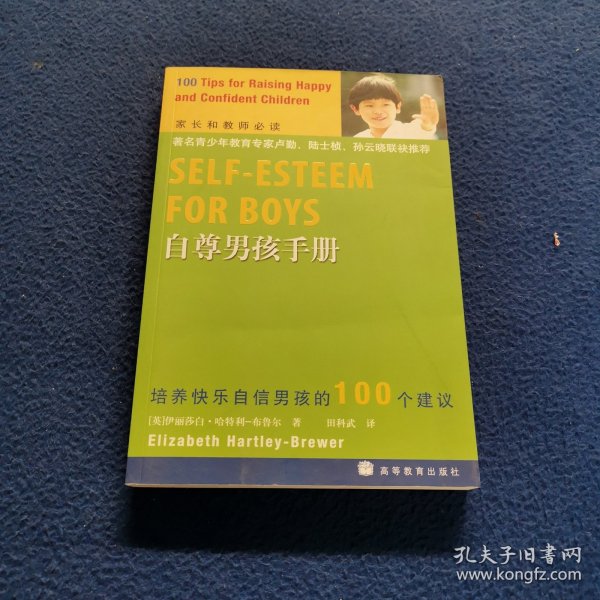 100 Tips for Raising Happy
and Confident Children
家长和教师必读
著名青少年教育专家卢勤、陆士桢、孙云晓联袂推荐
SELF-ESTEEM
FOR BOYS
自尊男孩手册
培养快乐自信男孩的100个建议
[英]伊丽莎白·哈特利-布鲁尔 著 田科武 译
Elizabeth Hartley-Brewer
高等教育出版社
孔夫子旧书网
www.kongfz.com